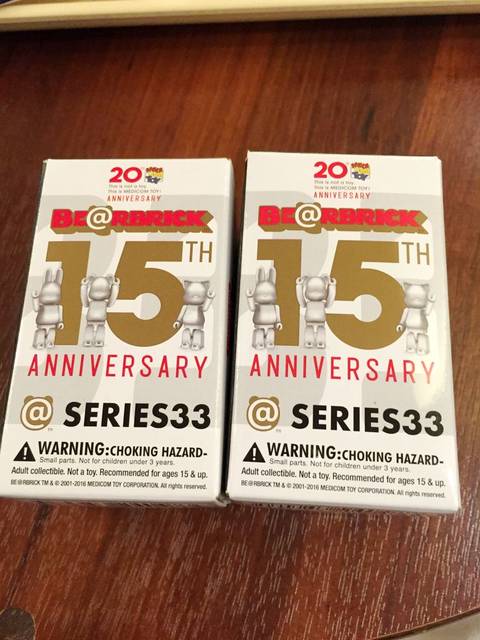 20th
This is not a toy.
This is MEDICOM TOY!
ANNIVERSARY
BE@RBRICK
15TH
ANNIVERSARY
@ SERIES33
TM
WARNING:CHOKING HAZARD-
Small parts. Not for children under 3 years.
Adult collectible. Not a toy. Recommended for ages 15 & up.
BE@RBRICK TM & © 2001-2016 MEDICOM TOY CORPORATION. All rights reserved.
20th
This is not a toy.
This is MEDICOM TOY!
ANNIVERSARY
BE@RBRICK
15TH
ANNIVERSARY
@ SERIES33
TM
WARNING:CHOKING HAZARD-
Small parts. Not for children under 3 years.
Adult collectible. Not a toy. Recommended for ages 15 & up.
BE@RBRICK TM & © 2001-2016 MEDICOM TOY CORPORATION. All rights reserved.